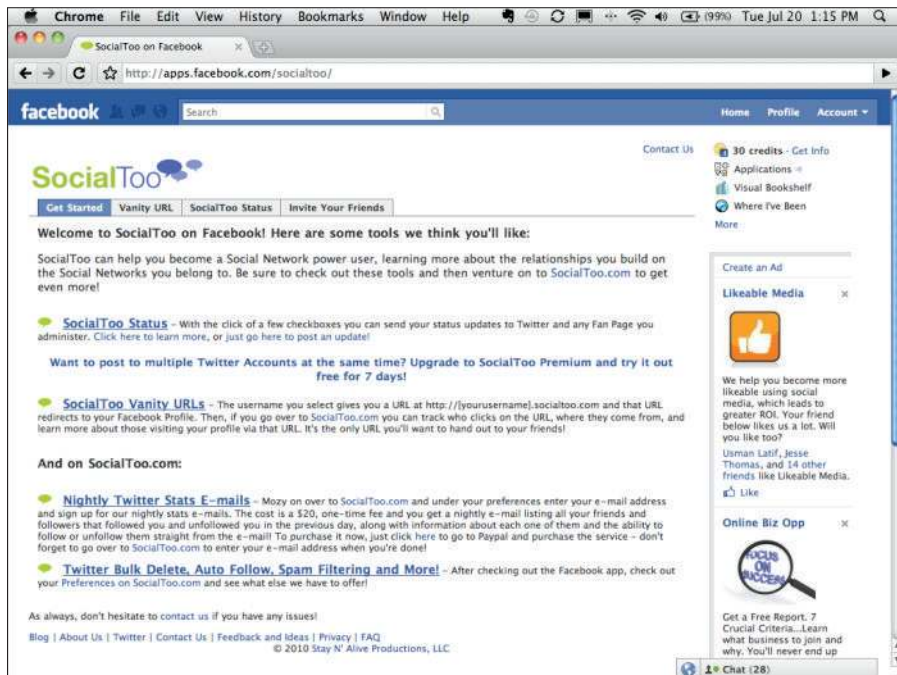 Chrome File Edit View History Bookmarks Window Help (99%) Tue Jul 20 1:15 PM
SocialToo on Facebook
http://apps.facebook.com/socialtoo/
facebook Search Home Profile Account
Contact Us
SocialToo
Get Started Vanity URL SocialToo Status Invite Your Friends
Welcome to SocialToo on Facebook! Here are some tools we think you'll like:
SocialToo can help you become a Social Network power user, learning more about the relationships you build on
the Social Networks you belong to. Be sure to check out these tools and then venture on to SocialToo.com to get
even more!
SocialToo Status – With the click of a few checkboxes you can send your status updates to Twitter and any Fan Page you
administer. Click here to learn more, or just go here to post an update!
Want to post to multiple Twitter Accounts at the same time? Upgrade to SocialToo Premium and try it out
free for 7 days!
SocialToo Vanity URLs – The username you select gives you a URL at http://[yourusername].socialtoo.com and that URL
redirects to your Facebook Profile. Then, if you go over to SocialToo.com you can track who clicks on the URL, where they come from, and
learn more about those visiting your profile via that URL. It's the only URL you'll want to hand out to your friends!
And on SocialToo.com:
Nightly Twitter Stats E-mails – Mozy on over to SocialToo.com and under your preferences enter your e-mail address
and sign up for our nightly stats e-mails. The cost is a $20, one-time fee and you get a nightly e-mail listing all your friends and
followers that followed you and unfollowed you in the previous day, along with information about each one of them and the ability to
follow or unfollow them straight from the e-mail! To purchase it now, just click here to go to Paypal and purchase the service – don't
forget to go over to SocialToo.com to enter your e-mail address when you're done!
Twitter Bulk Delete, Auto Follow, Spam Filtering and More! – After checking out the Facebook app, check out
your Preferences on SocialToo.com and see what else we have to offer!
As always, don't hesitate to contact us if you have any issues!
Blog | About Us | Twitter | Contact Us | Feedback and Ideas | Privacy | FAQ
© 2010 Stay N' Alive Productions, LLC
30 credits · Get Info
Applications
Visual Bookshelf
Where I've Been
More
Create an Ad
Likeable Media
We help you become more
likeable using social
media, which leads to
greater ROI. Your friend
below likes us a lot. Will
you like too?
Usman Latif, Jesse
Thomas, and 14 other
friends like Likeable Media.
Like
Online Biz Opp
FOCUS
ON
SUCCESS
Get a Free Report. 7
Crucial Criteria...Learn
what business to join and
why. You'll never end up
Chat (28)